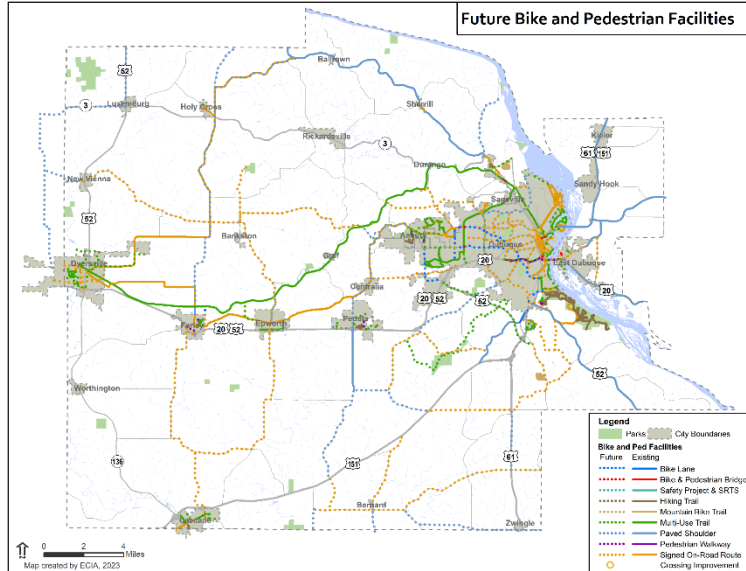 Future Bike and Pedestrian Facilities
52
Balltown
3
Luxemburg
Holy Cross
Sherrill
Rickardsville
3
Kieler
61 151
Durango
New Vienna
Sandy Hook
Sageville
52
Bankston
Asbury
Dubuque
Graf
20
East Dubuque
Dyersville
Centralia
20 52
52
20
Farley
20 52
Epworth
Peosta
52
Worthington
136
151
61
Bernard
Cascade
Zwingle
Legend
Parks
City Boundaries
Bike and Ped Facilities
Future Existing
Bike Lane
Bike & Pedestrian Bridge
Safety Project & SRTS
Hiking Trail
Mountain Bike Trail
Multi-Use Trail
Paved Shoulder
Pedestrian Walkway
Signed On-Road Route
Crossing Improvement
0 2 4
Miles
Map created by ECIA, 2023